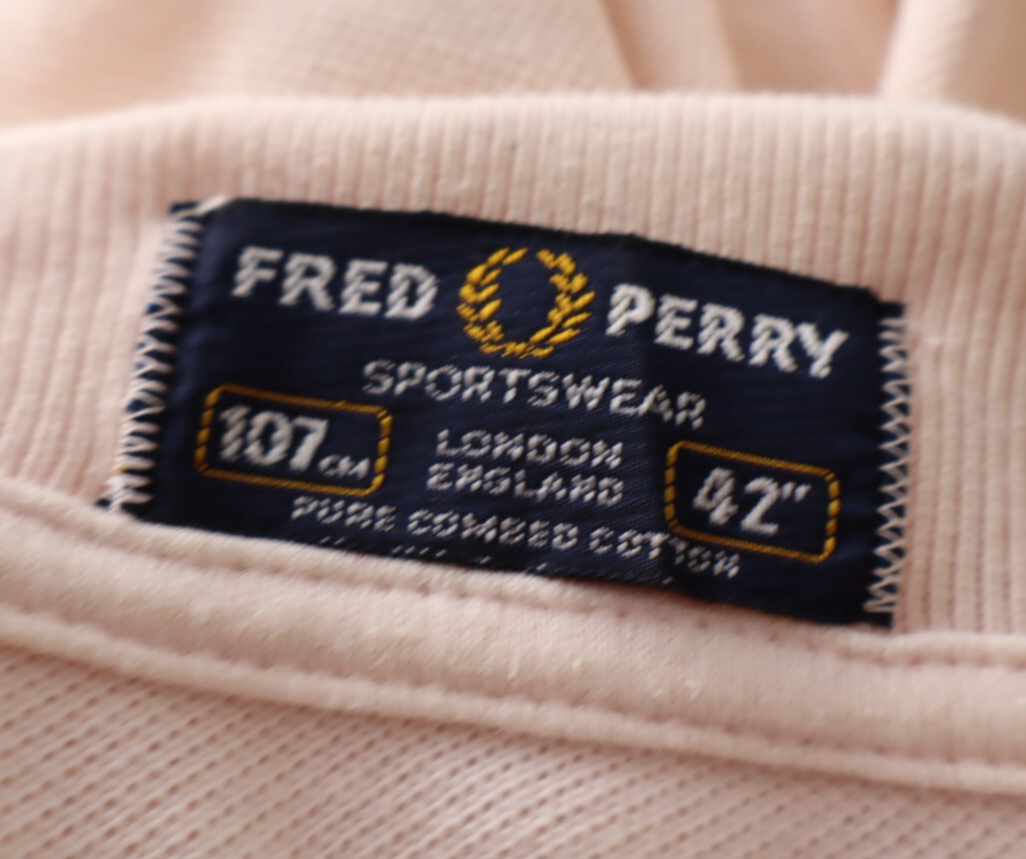 FRED PERRY
SPORTSWEAR
107 CM
LONDON
ENGLAND
42"
PURE COMBED COTTON